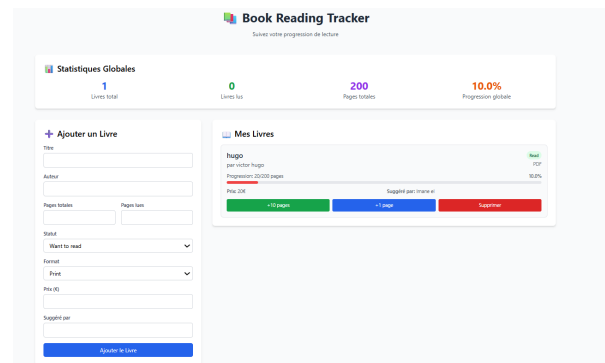 Book Reading Tracker
Suivez votre progression de lecture
Statistiques Globales
1
Livres total
0
Livres lus
200
Pages totales
10.0%
Progression globale
Ajouter un Livre
Titre
Auteur
Pages totales
Pages lues
Statut
Want to read
Format
Print
Prix (€)
Suggéré par
Ajouter le Livre
Mes Livres
hugo
Read
par victor hugo
PDF
Progression: 20/200 pages
10.0%
Prix: 20€
Suggéré par: imane el
+10 pages
+1 page
Supprimer